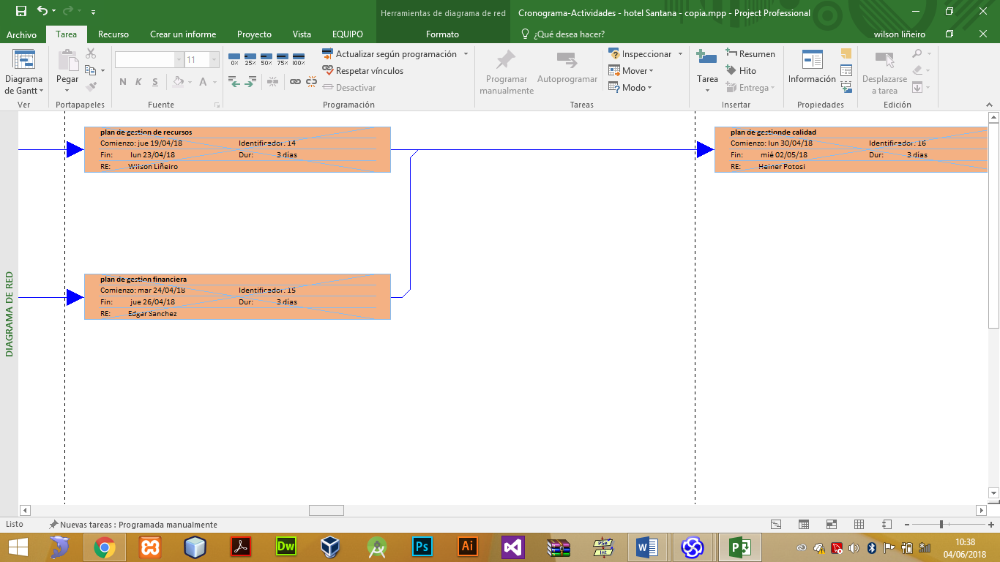 Herramientas de diagrama de red
Cronograma-Actividades - hotel Santana - copia.mpp - Project Professional
Archivo
Tarea
Recurso
Crear un informe
Proyecto
Vista
EQUIPO
Formato
¿Qué desea hacer?
wilson liñeiro
Diagrama
de Gantt
Ver
Pegar
Portapapeles
11
N K S A
Fuente
0% 25% 50% 75% 100%
Actualizar según programación
Respetar vínculos
Desactivar
Programación
Programar
manualmente
Autoprogramar
Inspeccionar
Mover
Modo
Tareas
Tarea
Resumen
Hito
Entrega
Insertar
Información
Propiedades
Desplazarse
a tarea
Edición
DIAGRAMA DE RED
plan de gestion de recursos
Comienzo: jue 19/04/18 Identificador: 14
Fin: lun 23/04/18 Dur: 3 días
RE: Wilson Liñeiro
plan de gestionde calidad
Comienzo: lun 30/04/18 Identificador: 16
Fin: mié 02/05/18 Dur: 3 días
RE: Heiner Potosi
plan de gestion financiera
Comienzo: mar 24/04/18 Identificador: 15
Fin: jue 26/04/18 Dur: 3 días
RE: Edgar Sanchez
Listo
Nuevas tareas : Programada manualmente
Dw
Ps
Ai
PSe
Int
10:38
04/06/2018